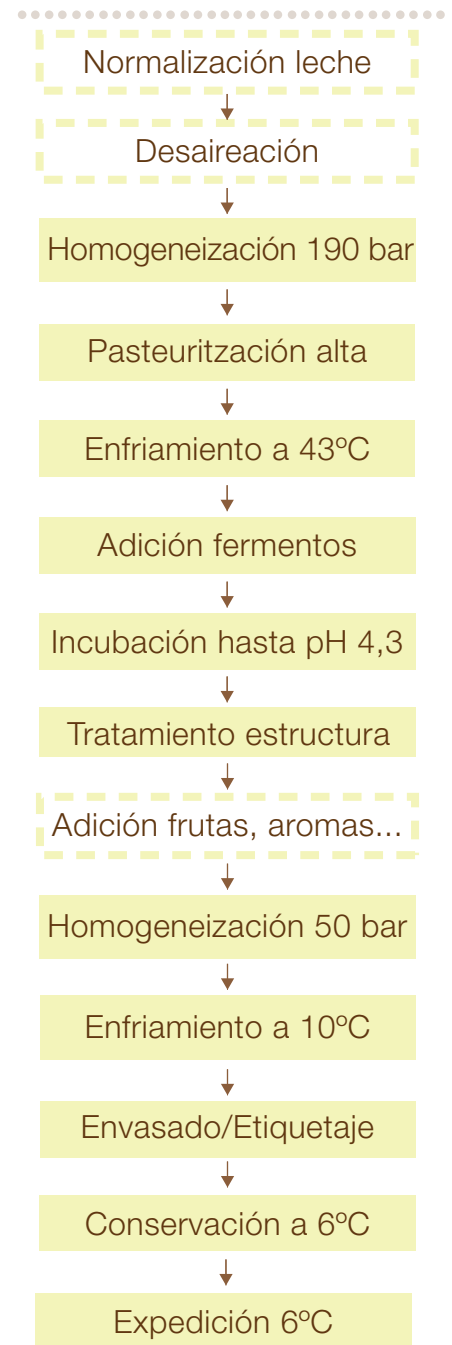 Normalización leche
Desaireación
Homogeneización 190 bar
Pasteuritzación alta
Enfriamiento a 43ºC
Adición fermentos
Incubación hasta pH 4,3
Tratamiento estructura
Adición frutas, aromas...
Homogeneización 50 bar
Enfriamiento a 10ºC
Envasado/Etiquetaje
Conservación a 6ºC
Expedición 6ºC